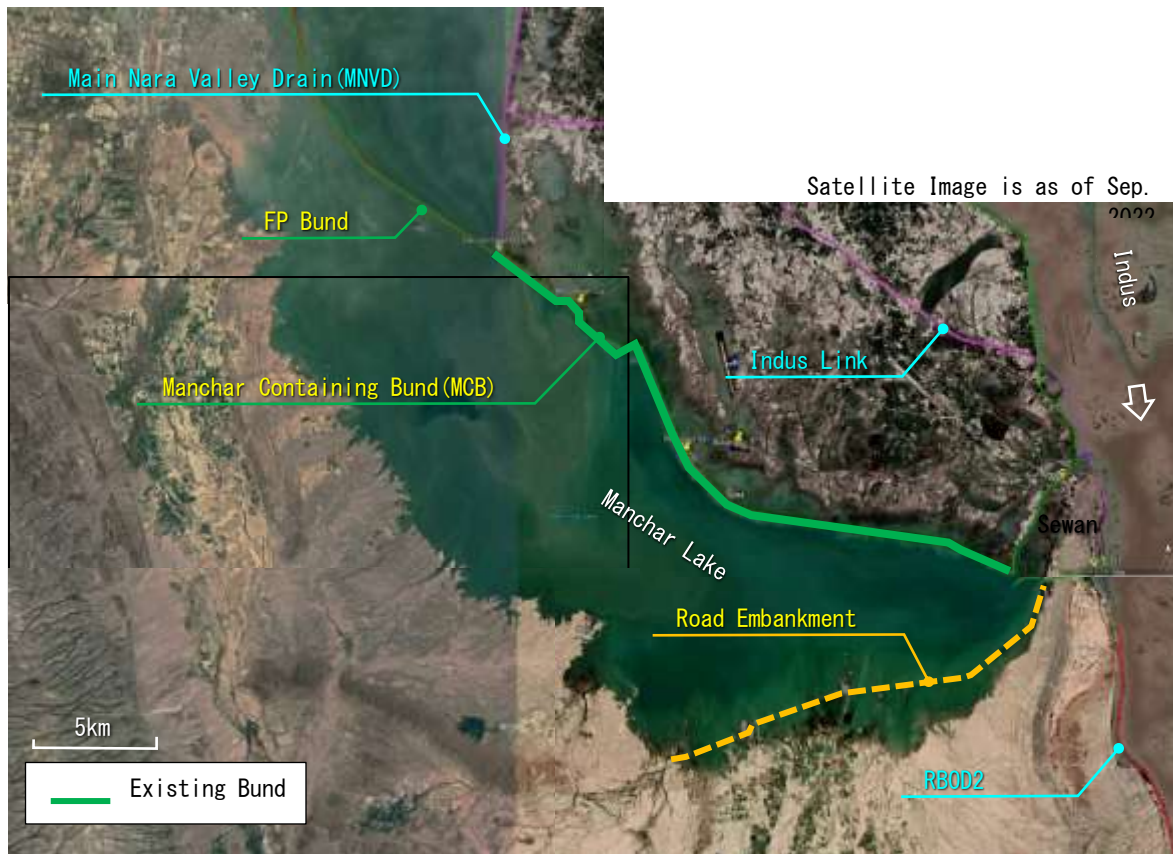 Main Nara Valley Drain(MNVD)
Satellite Image is as of Sep.
2022
FP Bund
Indus
Indus Link
Manchar Containing Bund(MCB)
Manchar Lake
Sewan
Road Embankment
5km
RBOD2
Existing Bund